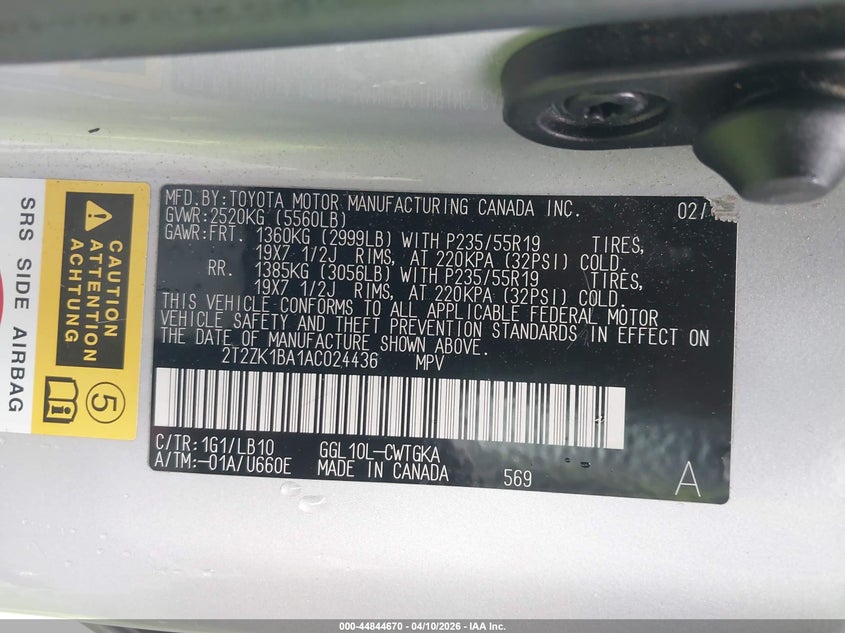 SRS SIDE AIRBAG
CAUTION
ATTENTION
ACHTUNG
5
MFD.BY:TOYOTA MOTOR MANUFACTURING CANADA INC. 02/
GVWR:2520KG (5560LB)
GAWR:FRT. 1360KG (2999LB) WITH P235/55R19 TIRES,
19X7 1/2J RIMS, AT 220KPA (32PSI) COLD.
RR. 1385KG (3056LB) WITH P235/55R19 TIRES,
19X7 1/2J RIMS, AT 220KPA (32PSI) COLD.
THIS VEHICLE CONFORMS TO ALL APPLICABLE FEDERAL MOTOR
VEHICLE SAFETY AND THEFT PREVENTION STANDARDS IN EFFECT ON
THE DATE OF MANUFACTURE SHOWN ABOVE.
2T2ZK1BA1AC024436 MPV
C/TR:1G1/LB10 GGL10L-CWTGKA
A/TM:-01A/U660E MADE IN CANADA 569 A
000-44844670 - 04/10/2026 - IAA Inc.